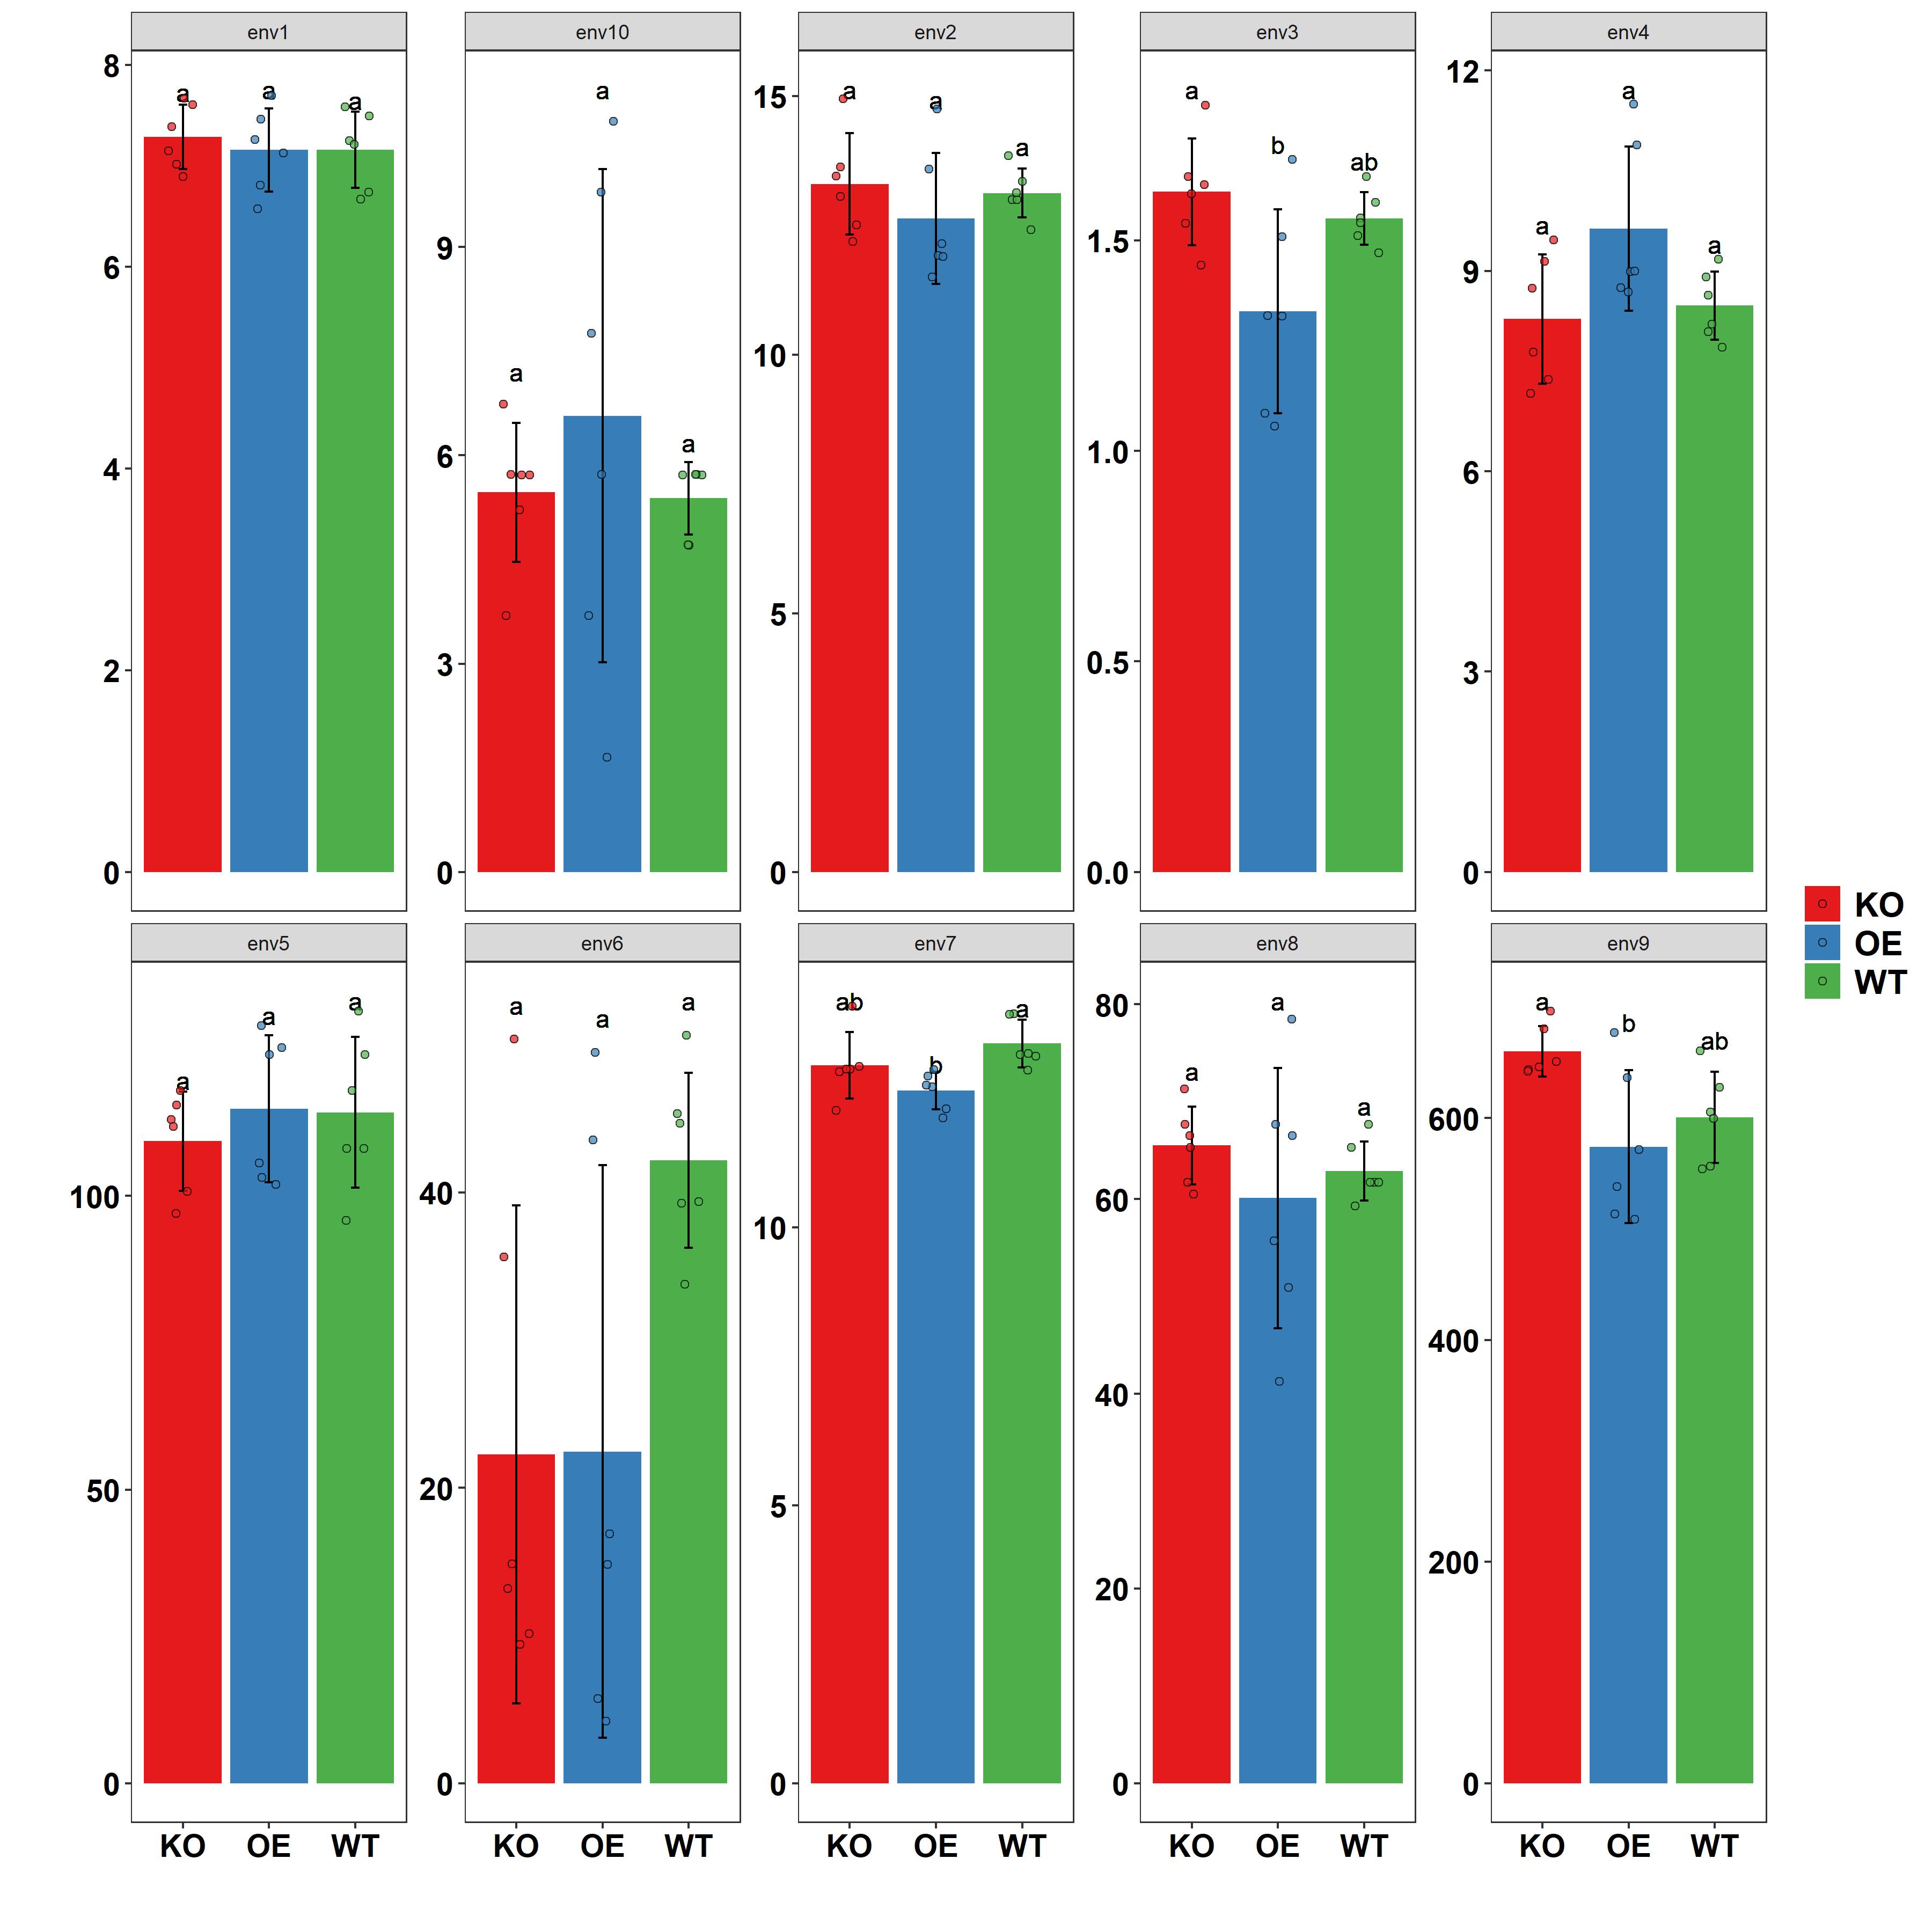 env1 env10 env2 env3 env4
8
6
4
2
0
a a a
9
6
3
0
a a a
15
10
5
0
a a a
1.5
1.0
0.5
0.0
a b ab
12
9
6
3
0
a a a
env5 env6 env7 env8 env9
100
50
0
a a a
40
20
0
a a a
10
5
0
ab b a
80
60
40
20
0
a a a
600
400
200
0
a b ab
KO OE WT KO OE WT KO OE WT KO OE WT KO OE WT
KO
OE
WT